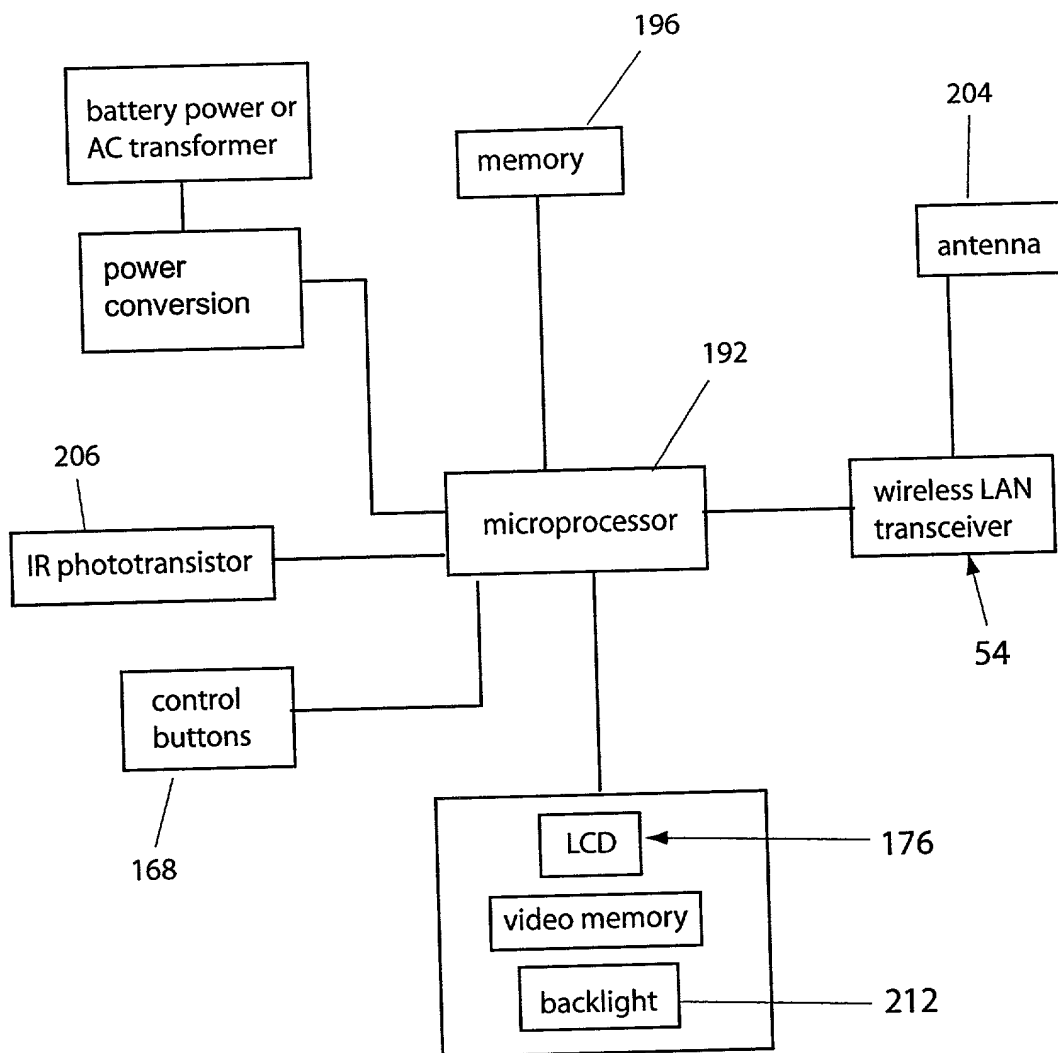 196
battery power or
AC transformer
204
memory
antenna
power
conversion
192
206
wireless LAN
transceiver
microprocessor
IR phototransistor
54
control
buttons
168
LCD
176
video memory
backlight
212